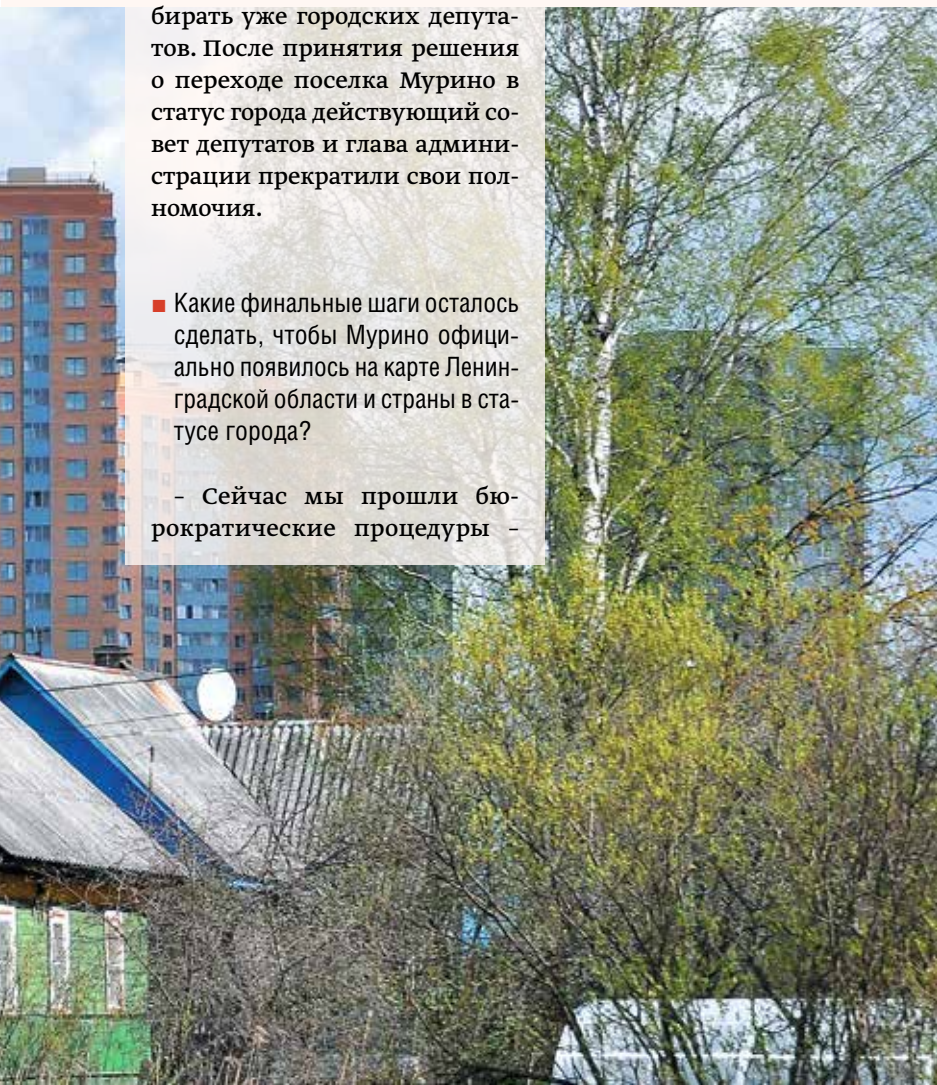 бирать уже городских депута-
тов. После принятия решения
о переходе поселка Мурино в
статус города действующий со-
вет депутатов и глава админи-
страции прекратили свои пол-
номочия.
■ Какие финальные шаги осталось
сделать, чтобы Мурино офици-
ально появилось на карте Ленин-
градской области и страны в ста-
тусе города?
– Сейчас мы прошли бю-
рократические процедуры –